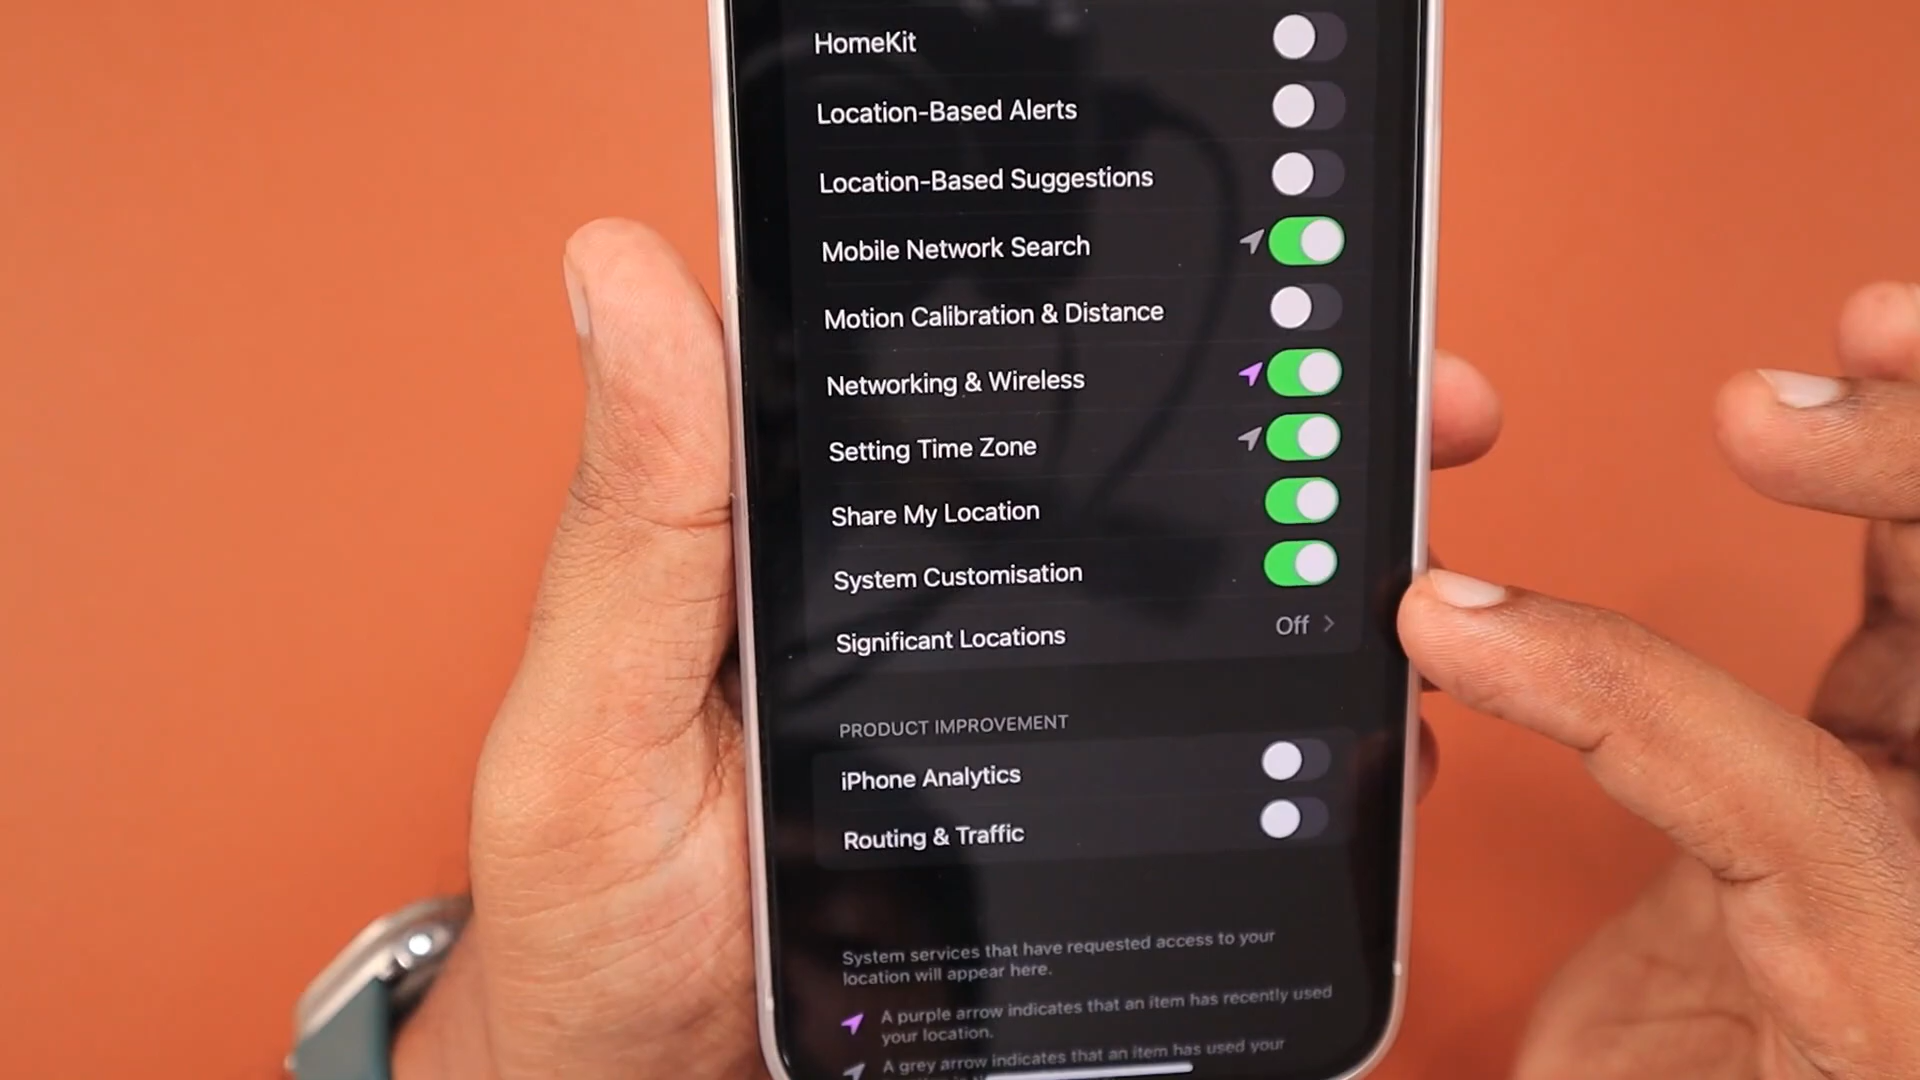 HomeKit
Location-Based Alerts
Location-Based Suggestions
Mobile Network Search
Motion Calibration & Distance
Networking & Wireless
Setting Time Zone
Share My Location
System Customisation
Significant Locations Off
PRODUCT IMPROVEMENT
iPhone Analytics
Routing & Traffic
System services that have requested access to your
location will appear here.
A purple arrow indicates that an item has recently used
your location.
A grey arrow indicates that an item has used your